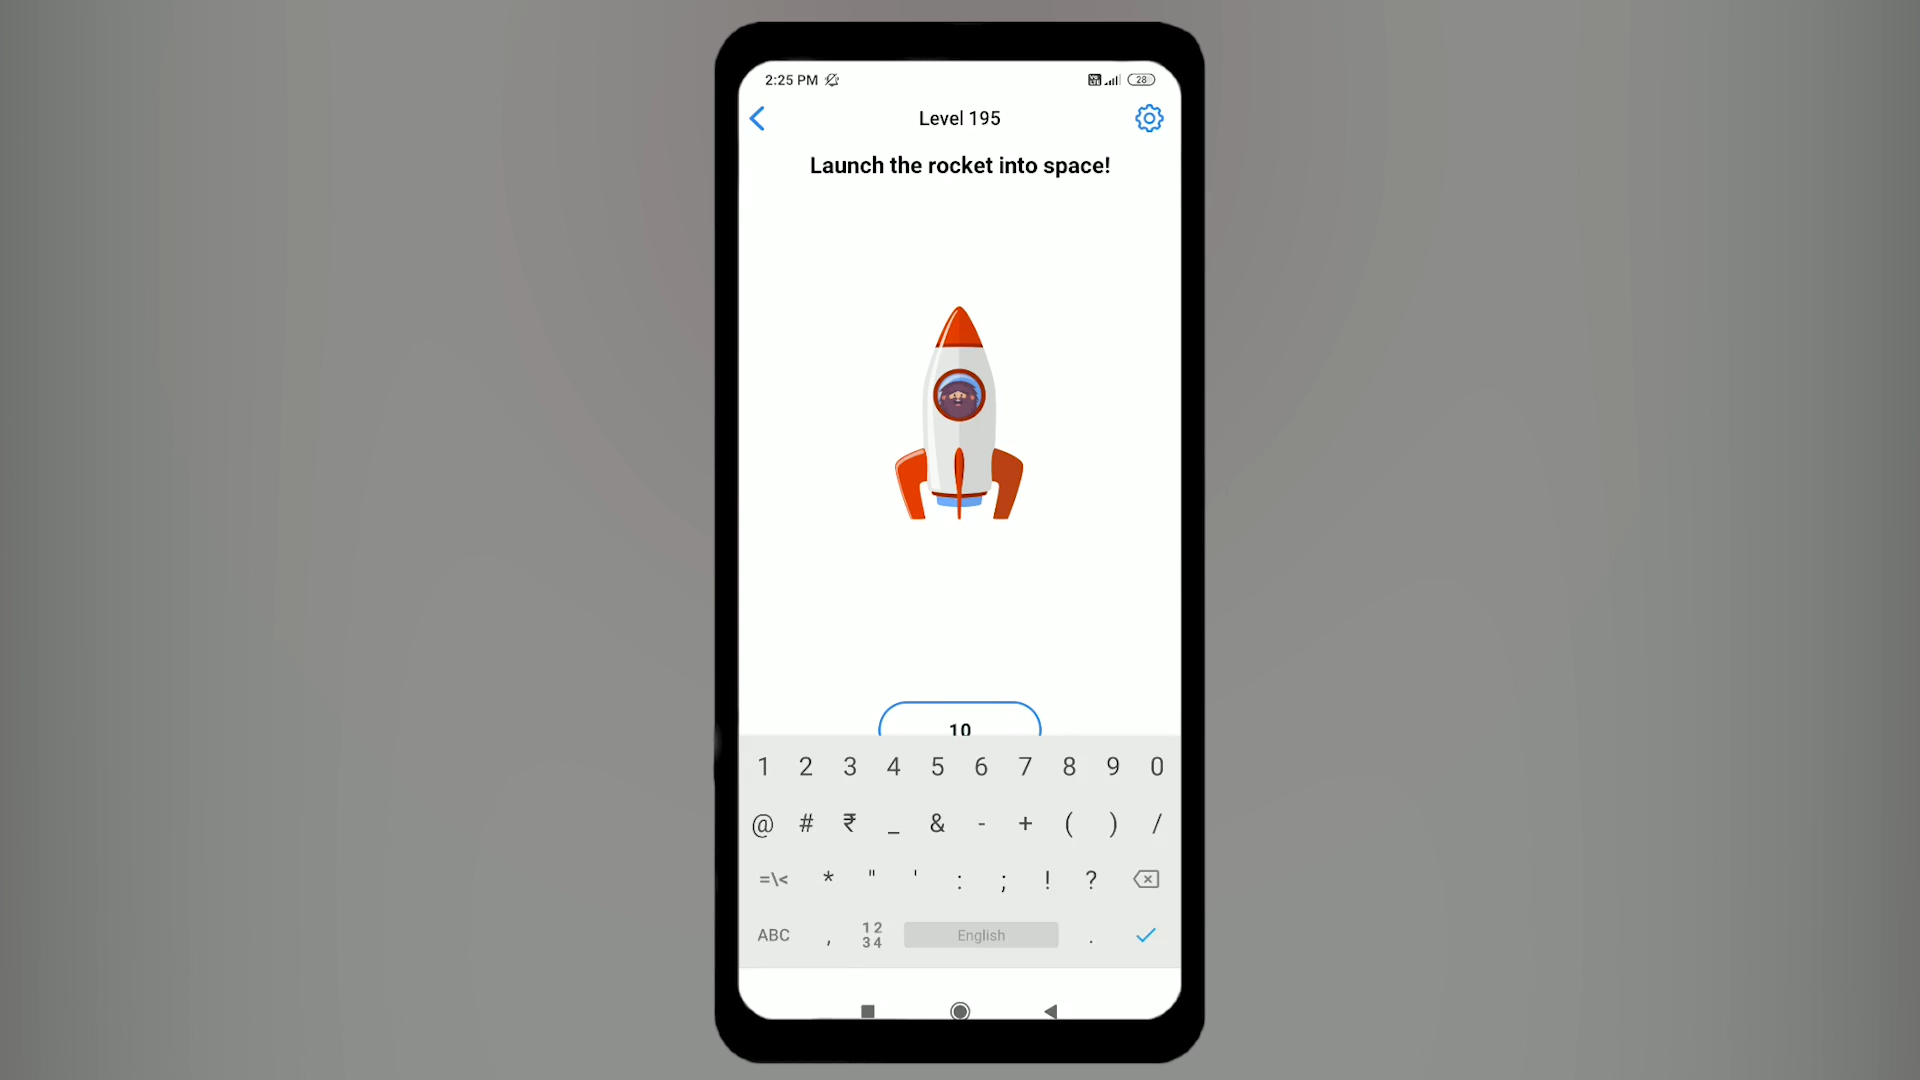 2:25 PM 28
Level 195
Launch the rocket into space!
10
1 2 3 4 5 6 7 8 9 0
@ # ₹ _ & - + ( ) /
=\< * " ' : ; ! ?
ABC , 12 34 English .